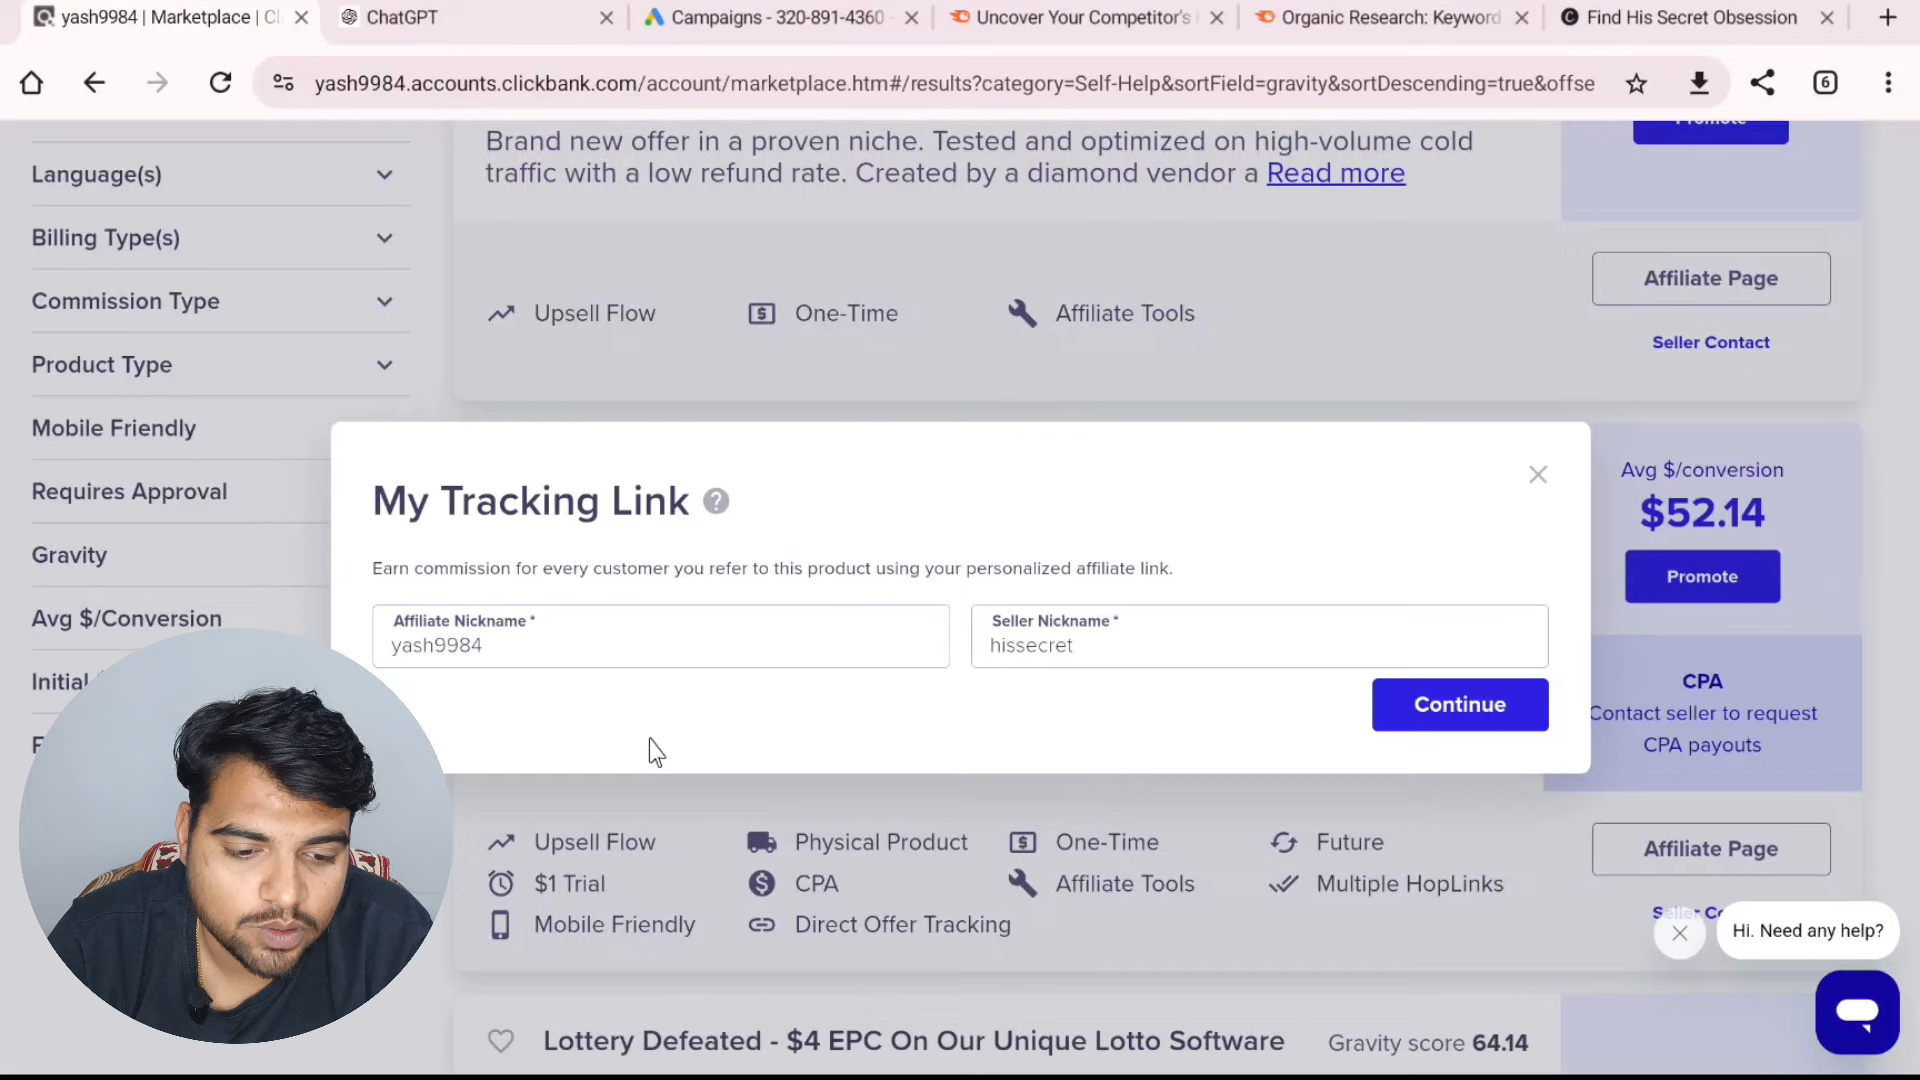 yash9984 | Marketplace | Cl
ChatGPT
Campaigns - 320-891-4360
Uncover Your Competitor's
Organic Research: Keyword
Find His Secret Obsession
yash9984.accounts.clickbank.com/account/marketplace.htm#/results?category=Self-Help&sortField=gravity&sortDescending=true&offse
6
Promote
Brand new offer in a proven niche. Tested and optimized on high-volume cold
traffic with a low refund rate. Created by a diamond vendor a Read more
Language(s)
Billing Type(s)
Commission Type
Product Type
Mobile Friendly
Requires Approval
Gravity
Avg $/Conversion
Initial
Upsell Flow
One-Time
Affiliate Tools
Affiliate Page
Seller Contact
My Tracking Link ?
Earn commission for every customer you refer to this product using your personalized affiliate link.
Affiliate Nickname *
yash9984
Seller Nickname *
hissecret
Continue
Avg $/conversion
$52.14
Promote
CPA
Contact seller to request
CPA payouts
Upsell Flow
Physical Product
One-Time
Future
$1 Trial
CPA
Affiliate Tools
Multiple HopLinks
Mobile Friendly
Direct Offer Tracking
Affiliate Page
Seller Co
Hi. Need any help?
Lottery Defeated - $4 EPC On Our Unique Lotto Software
Gravity score 64.14